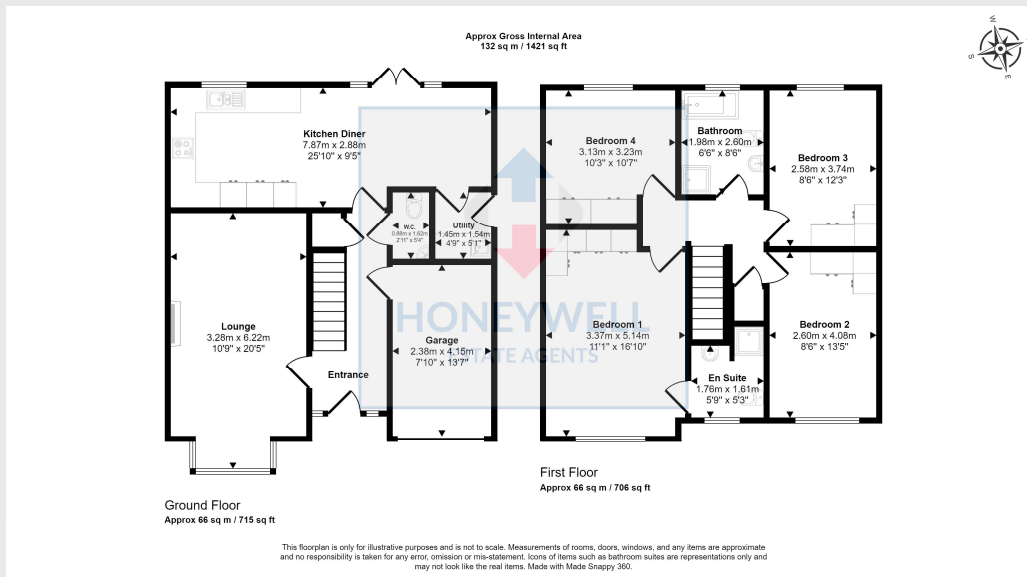 Approx Gross Internal Area
132 sq m / 1421 sq ft
W
S
E
Kitchen Diner
7.87m x 2.88m
25'10" x 9'5"
W.C.
0.88m x 1.62m
2'11" x 5'4"
Utility
1.45m x 1.54m
4'9" x 5'1"
Lounge
3.28m x 6.22m
10'9" x 20'5"
Entrance
Garage
2.38m x 4.15m
7'10" x 13'7"
HONEYWELL
ESTATE AGENTS
Bedroom 4
3.13m x 3.23m
10'3" x 10'7"
Bathroom
1.98m x 2.60m
6'6" x 8'6"
Bedroom 3
2.58m x 3.74m
8'6" x 12'3"
Bedroom 1
3.37m x 5.14m
11'1" x 16'10"
En Suite
1.76m x 1.61m
5'9" x 5'3"
Bedroom 2
2.60m x 4.08m
8'6" x 13'5"
Ground Floor
Approx 66 sq m / 715 sq ft
First Floor
Approx 66 sq m / 706 sq ft
This floorplan is only for illustrative purposes and is not to scale. Measurements of rooms, doors, windows, and any items are approximate
and no responsibility is taken for any error, omission or mis-statement. Icons of items such as bathroom suites are representations only and
may not look like the real items. Made with Made Snappy 360.